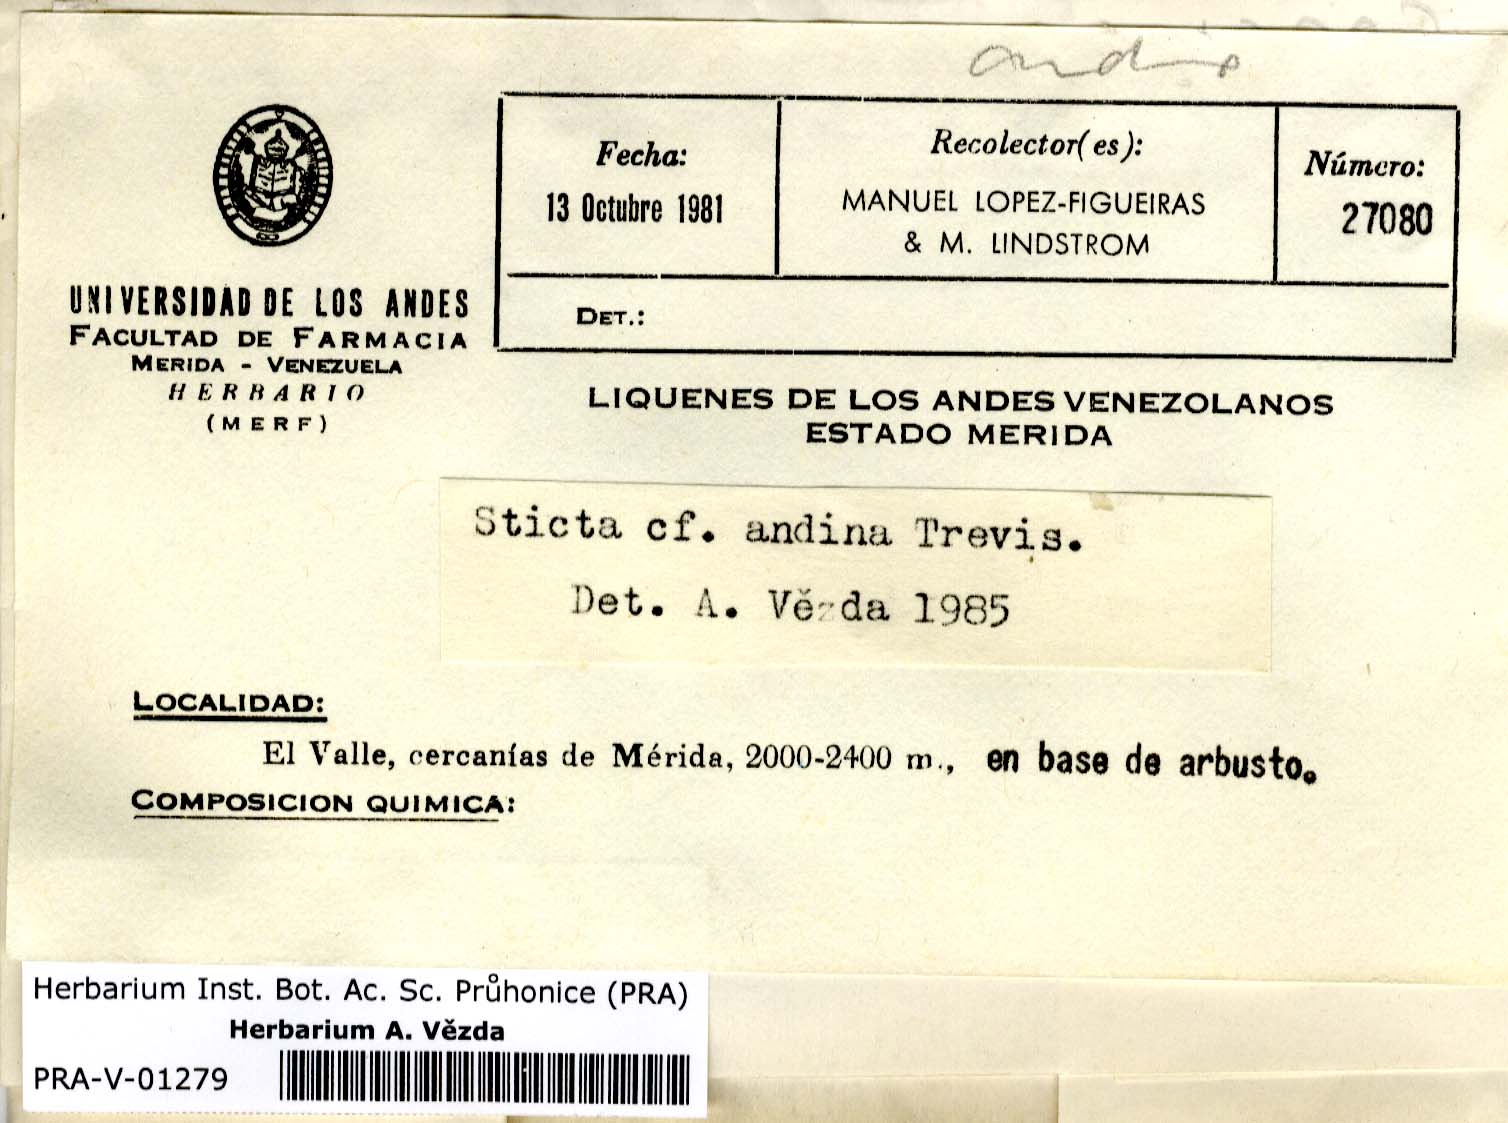 Fecha:
13 Octubre 1981
Recolector(es):
MANUEL LOPEZ-FIGUEIRAS
& M. LINDSTROM
Número:
27080
DET.:
UNIVERSIDAD DE LOS ANDES
FACULTAD DE FARMACIA
MERIDA - VENEZUELA
HERBARIO
(MERF)
LIQUENES DE LOS ANDES VENEZOLANOS
ESTADO MERIDA
Sticta cf. andina Trevis.
Det. A. Vězda 1985
LOCALIDAD:
El Valle, cercanías de Mérida, 2000-2400 m., en base de arbusto.
COMPOSICION QUIMICA:
Herbarium Inst. Bot. Ac. Sc. Průhonice (PRA)
Herbarium A. Vězda
PRA-V-01279